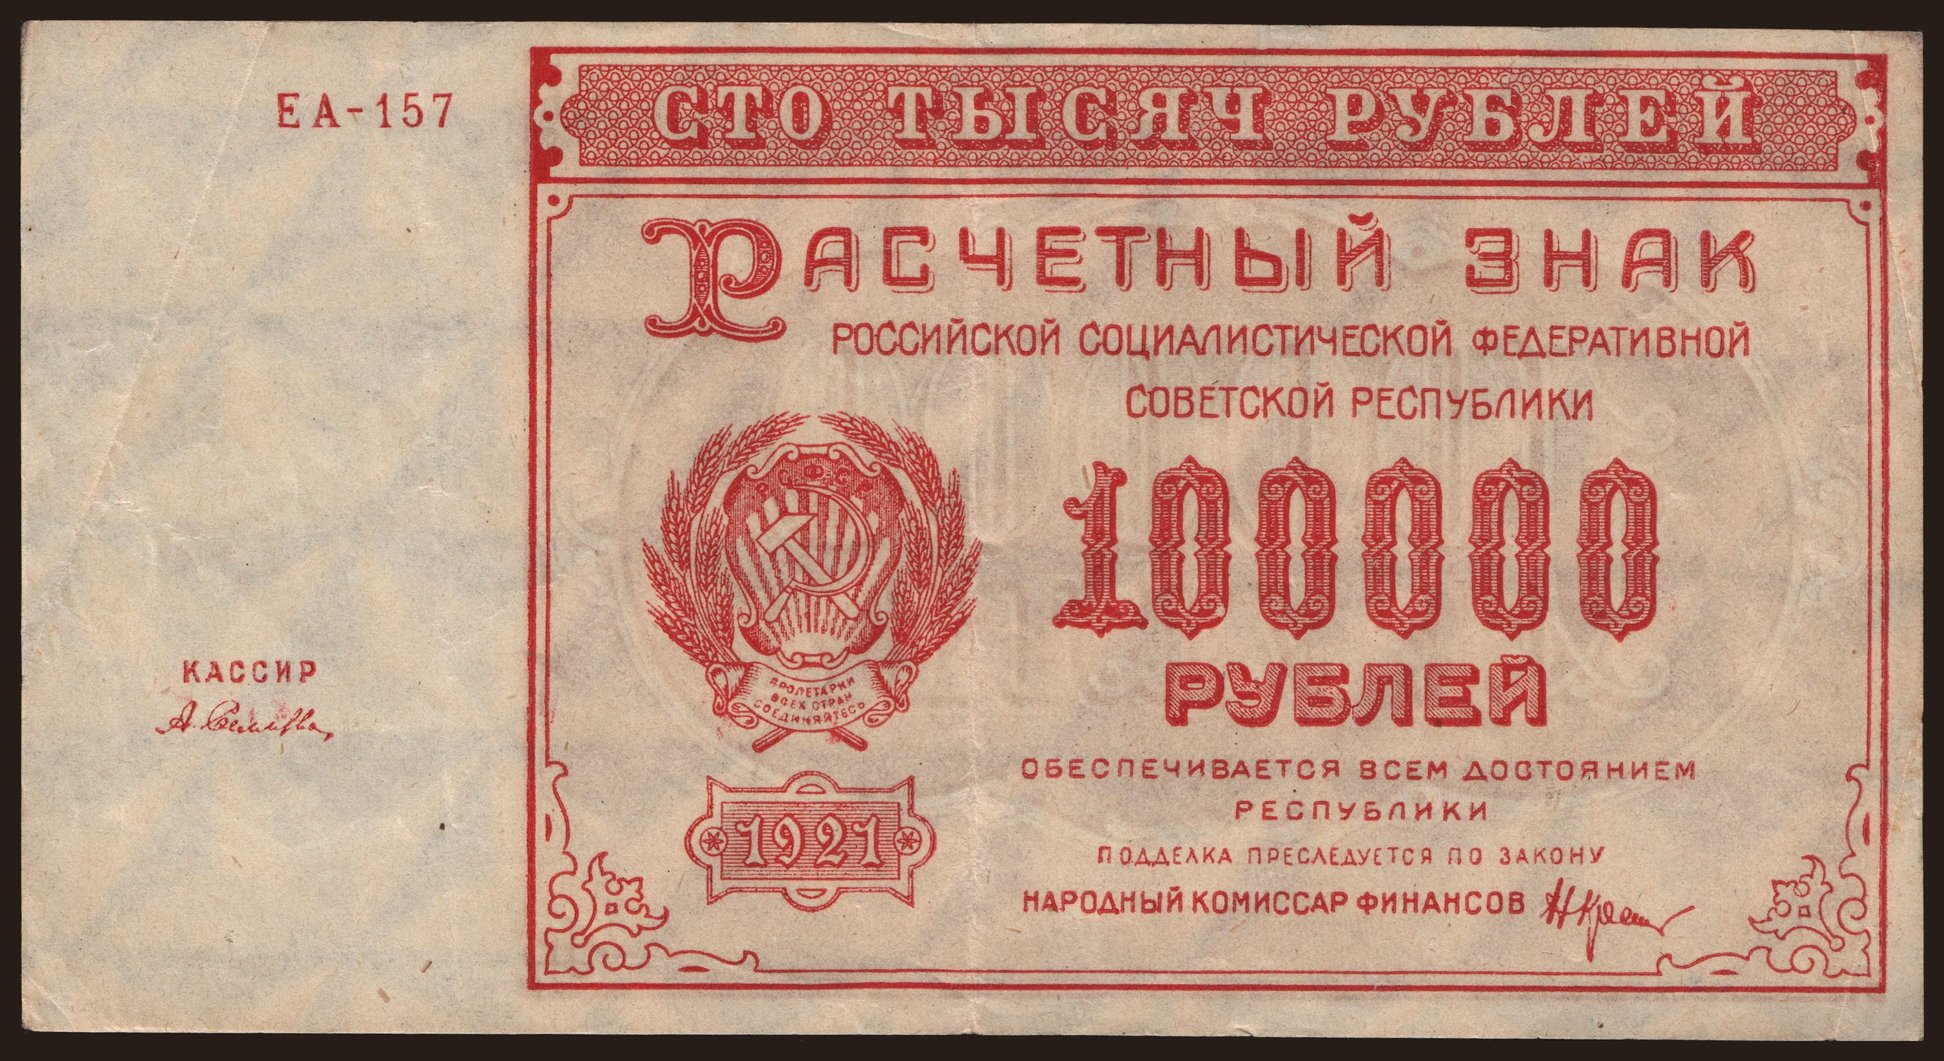 ЕА-157
СТО ТЫСЯЧ РУБЛЕЙ
РАСЧЕТНЫЙ ЗНАК
РОССИЙСКОЙ СОЦИАЛИСТИЧЕСКОЙ ФЕДЕРАТИВНОЙ
СОВЕТСКОЙ РЕСПУБЛИКИ
Р.С.Ф.С.Р.
100000
РУБЛЕЙ
КАССИР
ПРОЛЕТАРИИ
ВСЕХ СТРАН
СОЕДИНЯЙТЕСЬ
ОБЕСПЕЧИВАЕТСЯ ВСЕМ ДОСТОЯНИЕМ
РЕСПУБЛИКИ
1921
ПОДДЕЛКА ПРЕСЛЕДУЕТСЯ ПО ЗАКОНУ
НАРОДНЫЙ КОМИССАР ФИНАНСОВ